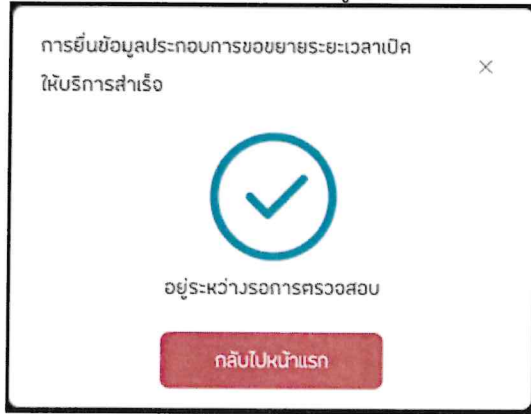 การยื่นข้อมูลประกอบการขอขยายระยะเวลาเปิด
ให้บริการสำเร็จ
อยู่ระหว่างรอการตรวจสอบ
กลับไปหน้าแรก